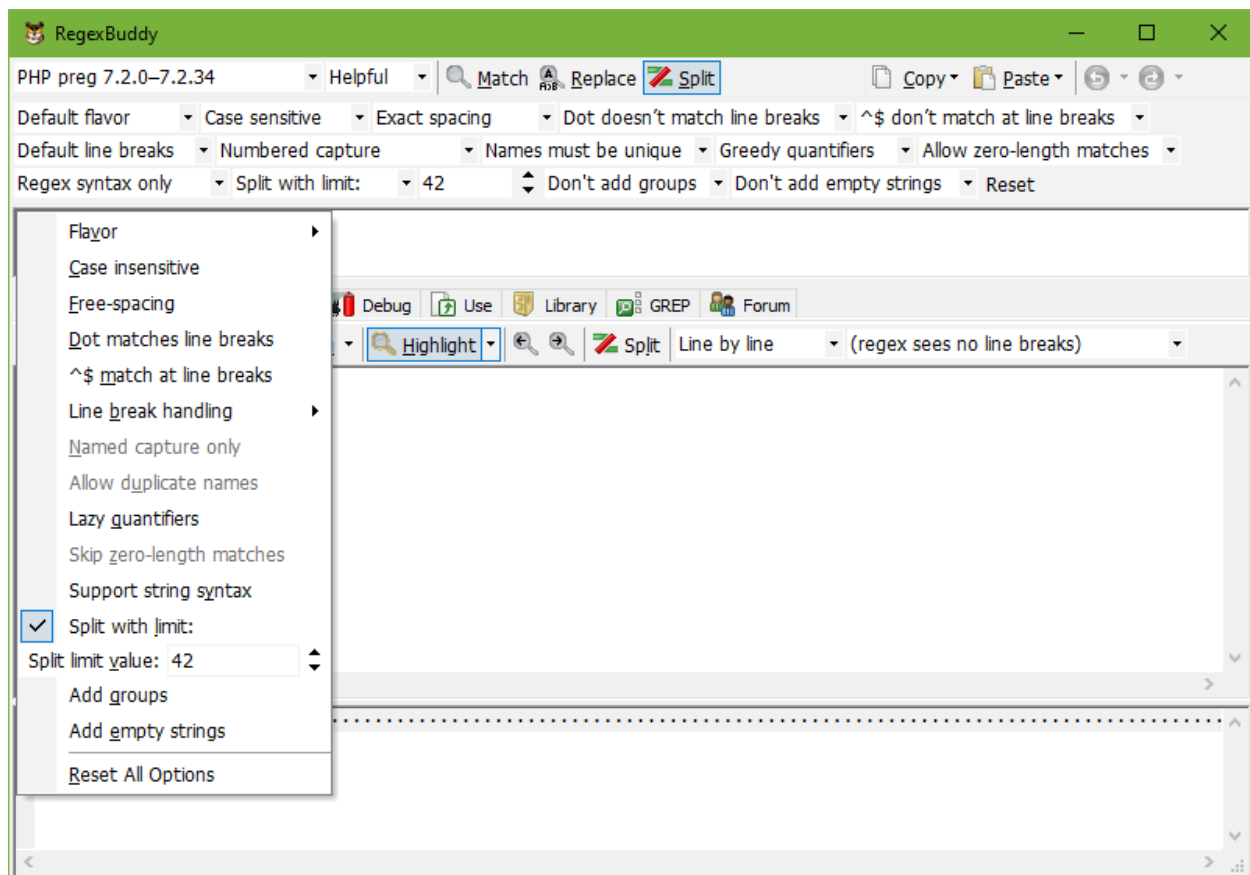 RegexBuddy
PHP preg 7.2.0–7.2.34 Helpful Match Replace Split Copy Paste
Default flavor Case sensitive Exact spacing Dot doesn’t match line breaks ^$ don’t match at line breaks
Default line breaks Numbered capture Names must be unique Greedy quantifiers Allow zero-length matches
Regex syntax only Split with limit: 42 Don't add groups Don't add empty strings Reset
Flavor
Case insensitive
Free-spacing
Debug Use Library GREP Forum
Dot matches line breaks
Highlight Split Line by line (regex sees no line breaks)
^$ match at line breaks
Line break handling
Named capture only
Allow duplicate names
Lazy quantifiers
Skip zero-length matches
Support string syntax
Split with limit:
Split limit value: 42
Add groups
Add empty strings
Reset All Options